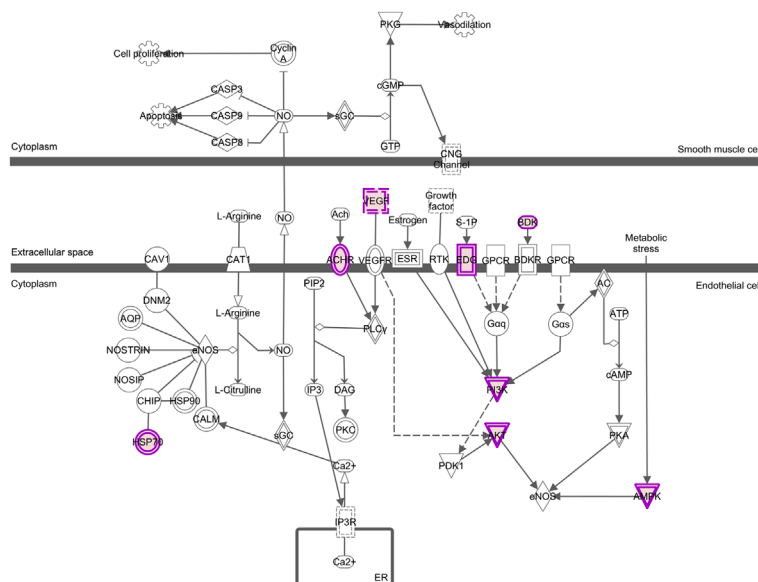 PKG
Vasodilation
Cell proliferation
Cyclin
A
CASP3
cGMP
Apoptosis
CASP9
NO
sGC
CASP8
GTP
Cytoplasm
CNG
Channel
Smooth muscle cel
VEGF
Growth
factor
L-Arginine
NO
Ach
Estrogen
S-1P
BDK
Metabolic
stress
Extracellular space
CAV1
CAT1
ACHR
VEGFR
ESR
RTK
EDG
GPCR
BDKR
GPCR
Cytoplasm
Endothelial cel
PIP2
AC
DNM2
AQP
L-Arginine
PLCγ
Gαq
Gαs
ATP
NOSTRIN
eNOS
NO
NOSIP
L-Citrulline
IP3
DAG
PI3K
cAMP
CHIP
HSP90
CALM
PKC
HSP70
sGC
AKT
PKA
Ca2+
PDK1
eNOS
AMPK
IP3R
Ca2+
ER